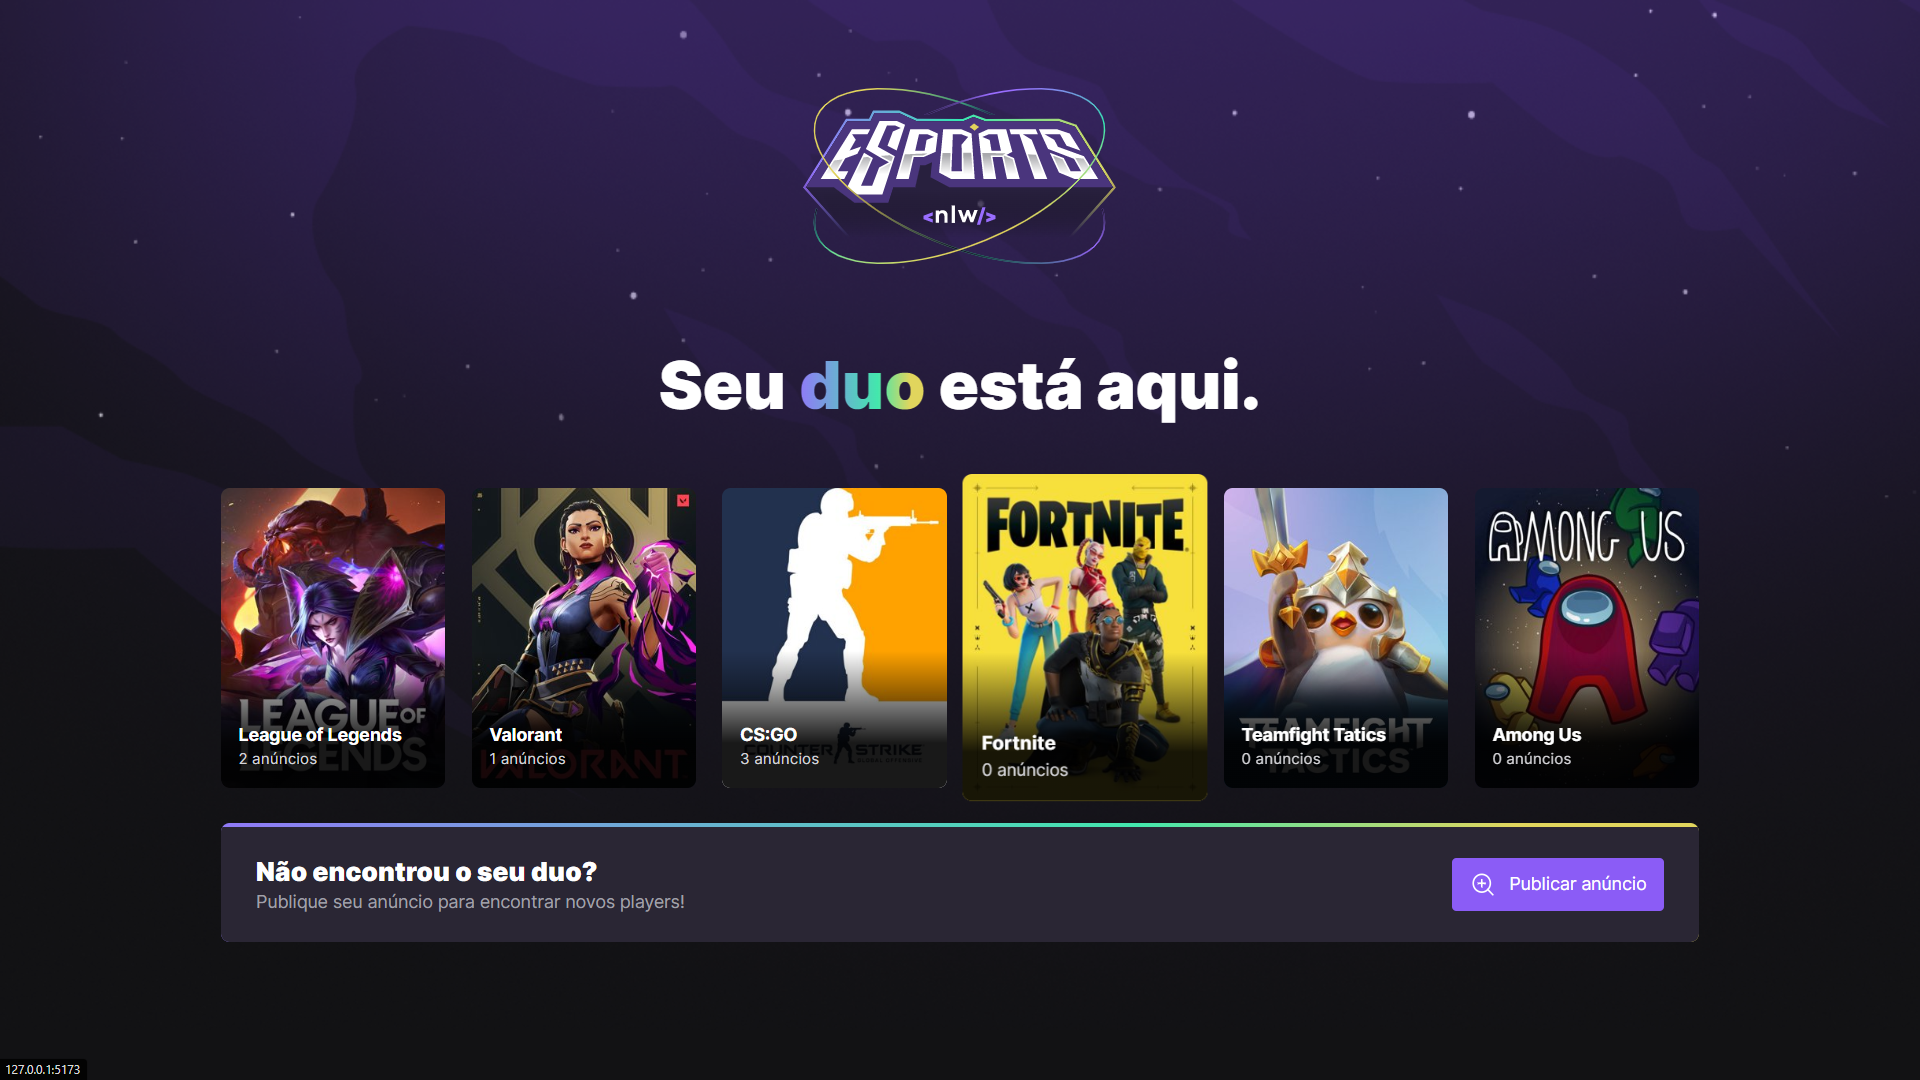 ESPORTS
<nlw/>
Seu duo está aqui.
LEAGUE OF
LEGENDS
League of Legends
2 anúncios
VALORANT
Valorant
1 anúncios
COUNTER STRIKE
GLOBAL OFFENSIVE
CS:GO
3 anúncios
FORTNITE
Fortnite
0 anúncios
TEAMFIGHT
TACTICS
Teamfight Tatics
0 anúncios
AMONG US
Among Us
0 anúncios
Não encontrou o seu duo?
Publique seu anúncio para encontrar novos players!
Publicar anúncio
127.0.0.1:5173